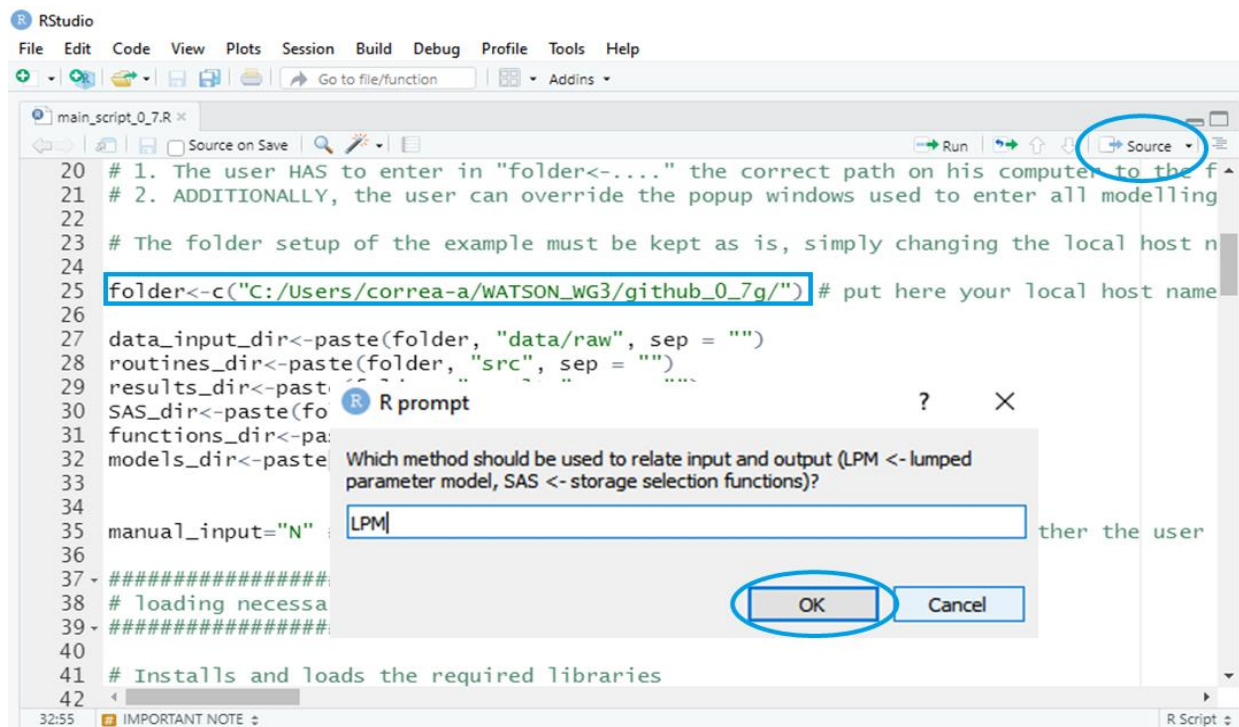 RStudio
File Edit Code View Plots Session Build Debug Profile Tools Help
Go to file/function Addins
main_script_0_7.R
Source on Save Run Source
20 # 1. The user HAS to enter in "folder<-...." the correct path on his computer to the f
21 # 2. ADDITIONALLY, the user can override the popup windows used to enter all modelling
22
23 # The folder setup of the example must be kept as is, simply changing the local host n
24
25 folder<-c("C:/Users/correa-a/WATSON_WG3/github_0_7g/") # put here your local host name
26
27 data_input_dir<-paste(folder, "data/raw", sep = "")
28 routines_dir<-paste(folder, "src", sep = "")
29 results_dir<-past
30 SAS_dir<-paste(fo
31 functions_dir<-pa
32 models_dir<-paste
33
34
35 manual_input="N" ther the user
36
37 #################
38 # loading necessa
39 #################
40
41 # Installs and loads the required libraries
42
R prompt ? X
Which method should be used to relate input and output (LPM <- lumped
parameter model, SAS <- storage selection functions)?
LPM
OK Cancel
32:55 # IMPORTANT NOTE R Script